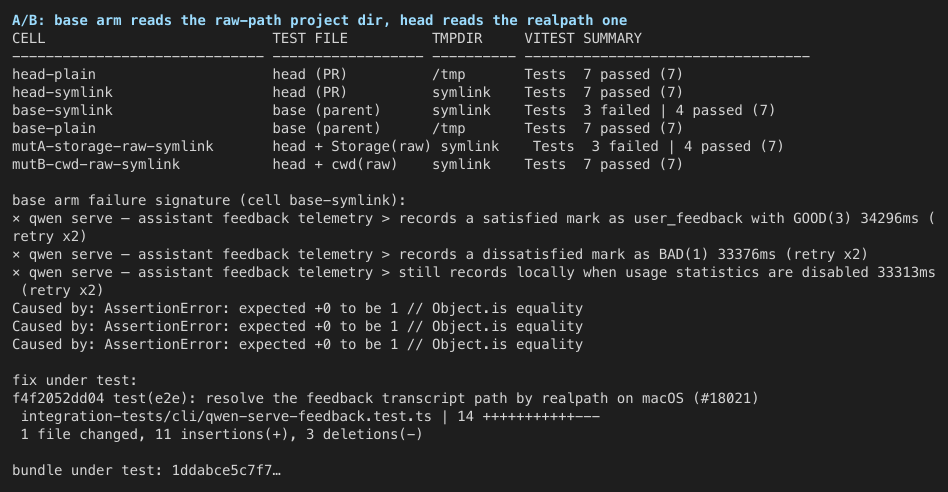 A/B: base arm reads the raw-path project dir, head reads the realpath one
CELL                           TEST FILE          TMPDIR     VITEST SUMMARY
────────────────────────────── ────────────────── ────────── ──────────────────────────────────
head-plain                     head (PR)          /tmp       Tests  7 passed (7)
head-symlink                   head (PR)          symlink    Tests  7 passed (7)
base-symlink                   base (parent)      symlink    Tests  3 failed | 4 passed (7)
base-plain                     base (parent)      /tmp       Tests  7 passed (7)
mutA-storage-raw-symlink       head + Storage(raw) symlink    Tests  3 failed | 4 passed (7)
mutB-cwd-raw-symlink           head + cwd(raw)    symlink    Tests  7 passed (7)

base arm failure signature (cell base-symlink):
× qwen serve — assistant feedback telemetry > records a satisfied mark as user_feedback with GOOD(3) 34296ms (
retry x2)
× qwen serve — assistant feedback telemetry > records a dissatisfied mark as BAD(1) 33376ms (retry x2)
× qwen serve — assistant feedback telemetry > still records locally when usage statistics are disabled 33313ms
 (retry x2)
Caused by: AssertionError: expected +0 to be 1 // Object.is equality
Caused by: AssertionError: expected +0 to be 1 // Object.is equality
Caused by: AssertionError: expected +0 to be 1 // Object.is equality

fix under test:
f4f2052dd04 test(e2e): resolve the feedback transcript path by realpath on macOS (#18021)
 integration-tests/cli/qwen-serve-feedback.test.ts | 14 +++++++++++---
 1 file changed, 11 insertions(+), 3 deletions(-)

bundle under test: 1ddabce5c7f7…